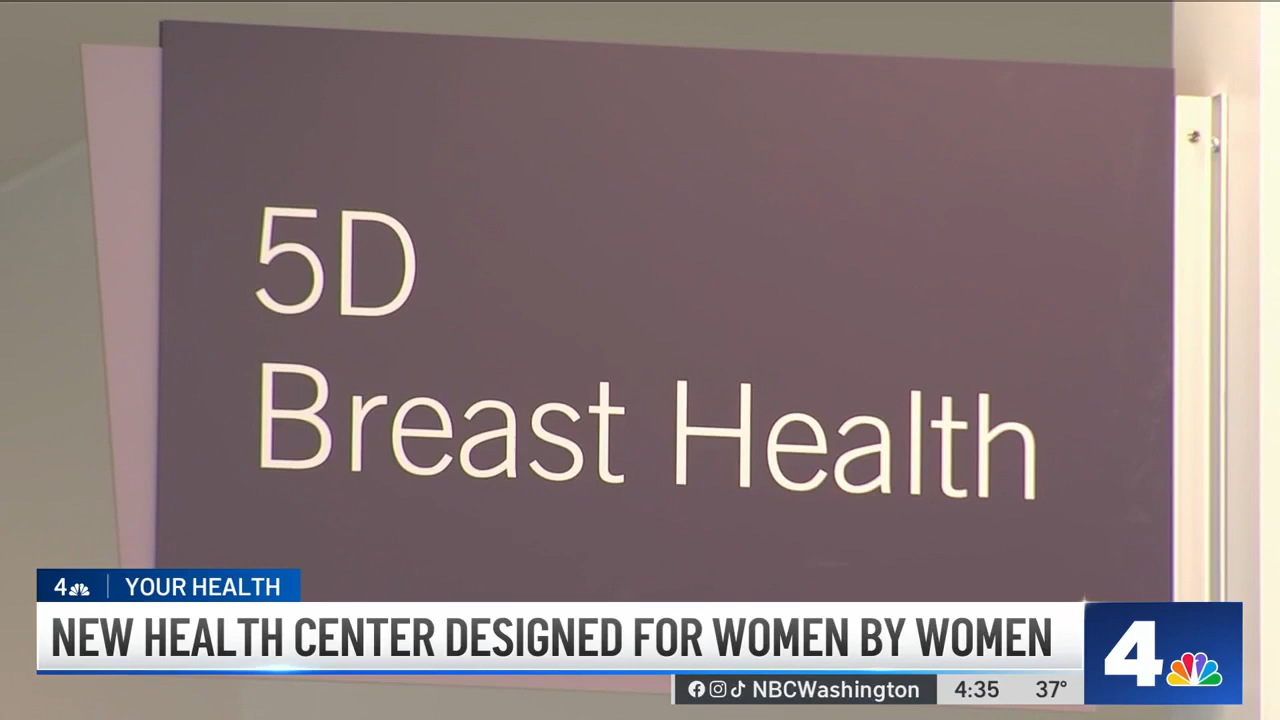 5D
Breast Health
4 YOUR HEALTH
NEW HEALTH CENTER DESIGNED FOR WOMEN BY WOMEN
4
NBCWashington 4:35 37°